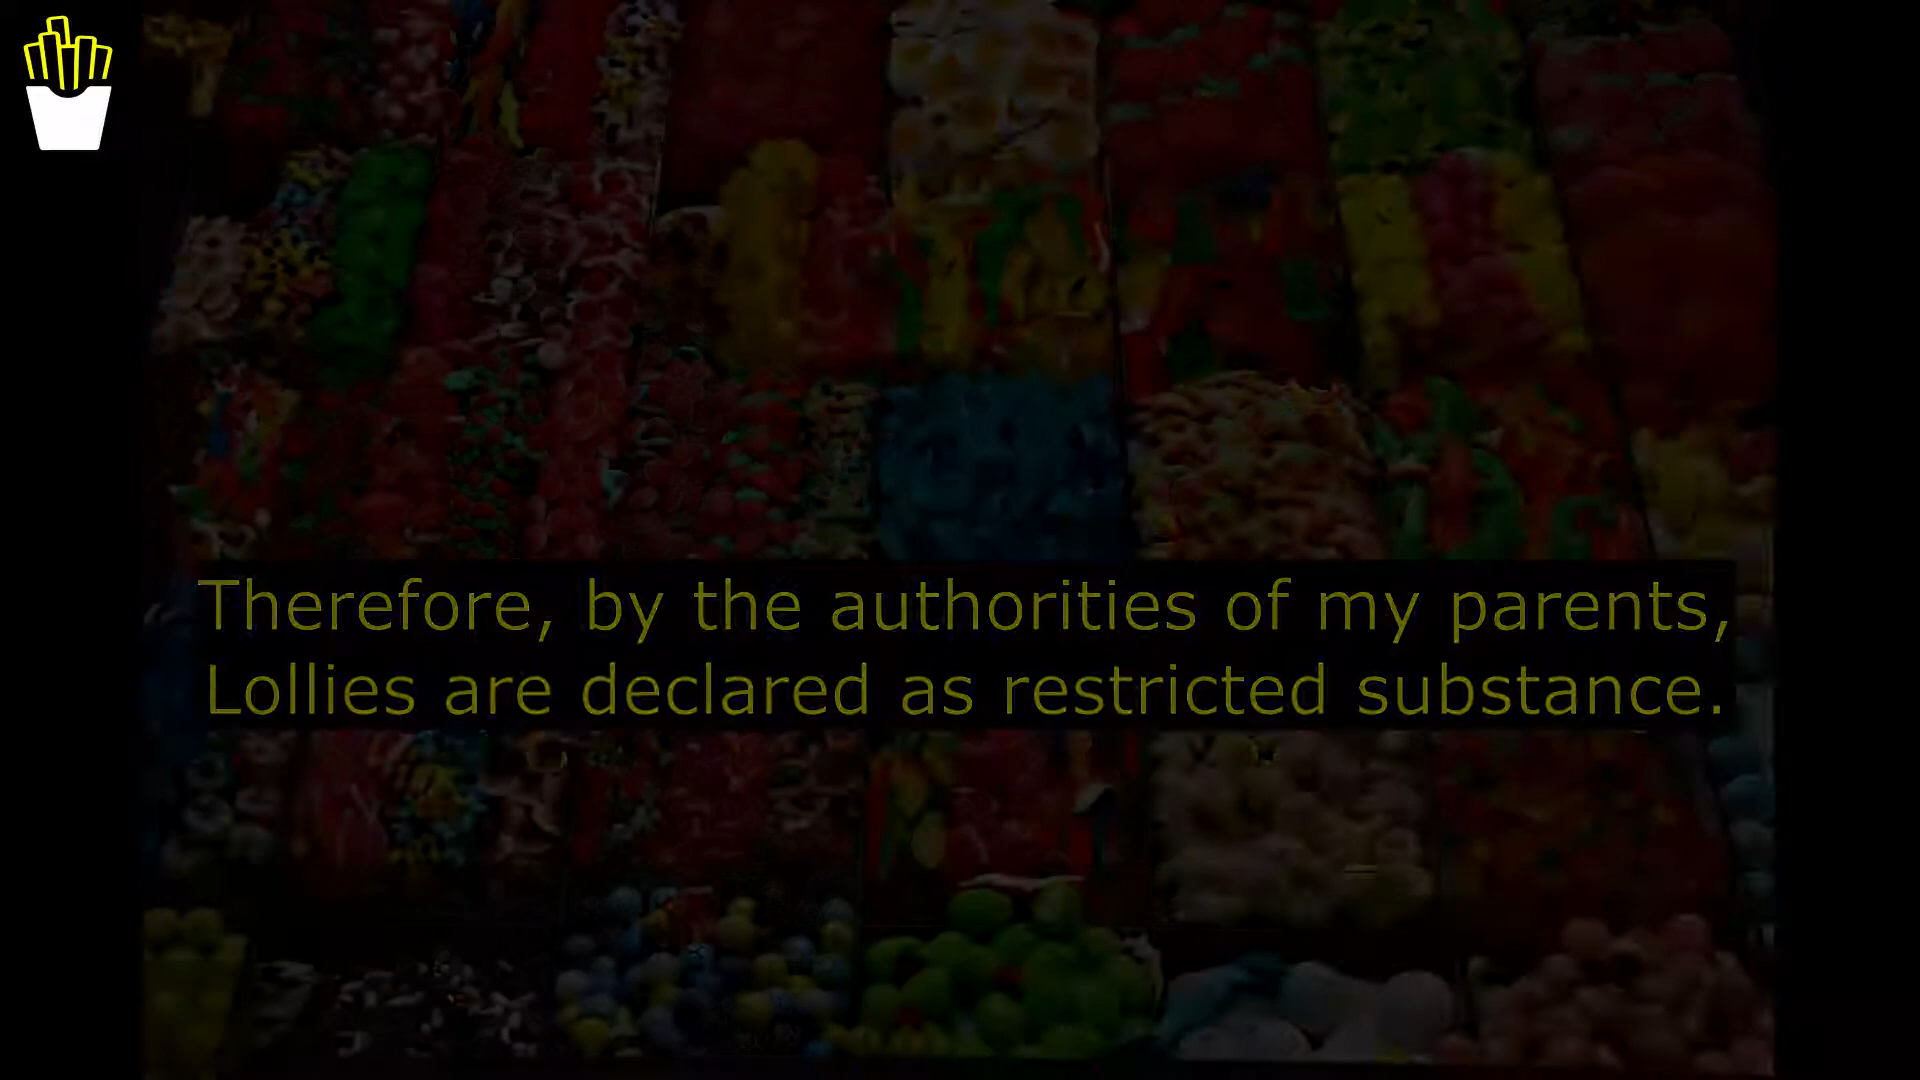 Therefore, by the authorities of my parents,
Lollies are declared as restricted substance.